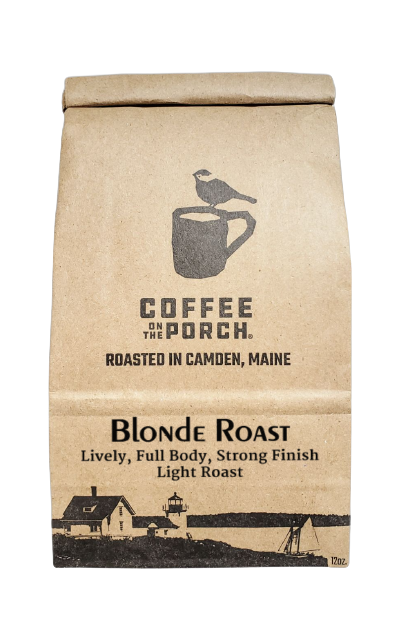 COFFEE
ON THE PORCH®
ROASTED IN CAMDEN, MAINE
Blonde Roast
Lively, Full Body, Strong Finish
Light Roast
12oz.